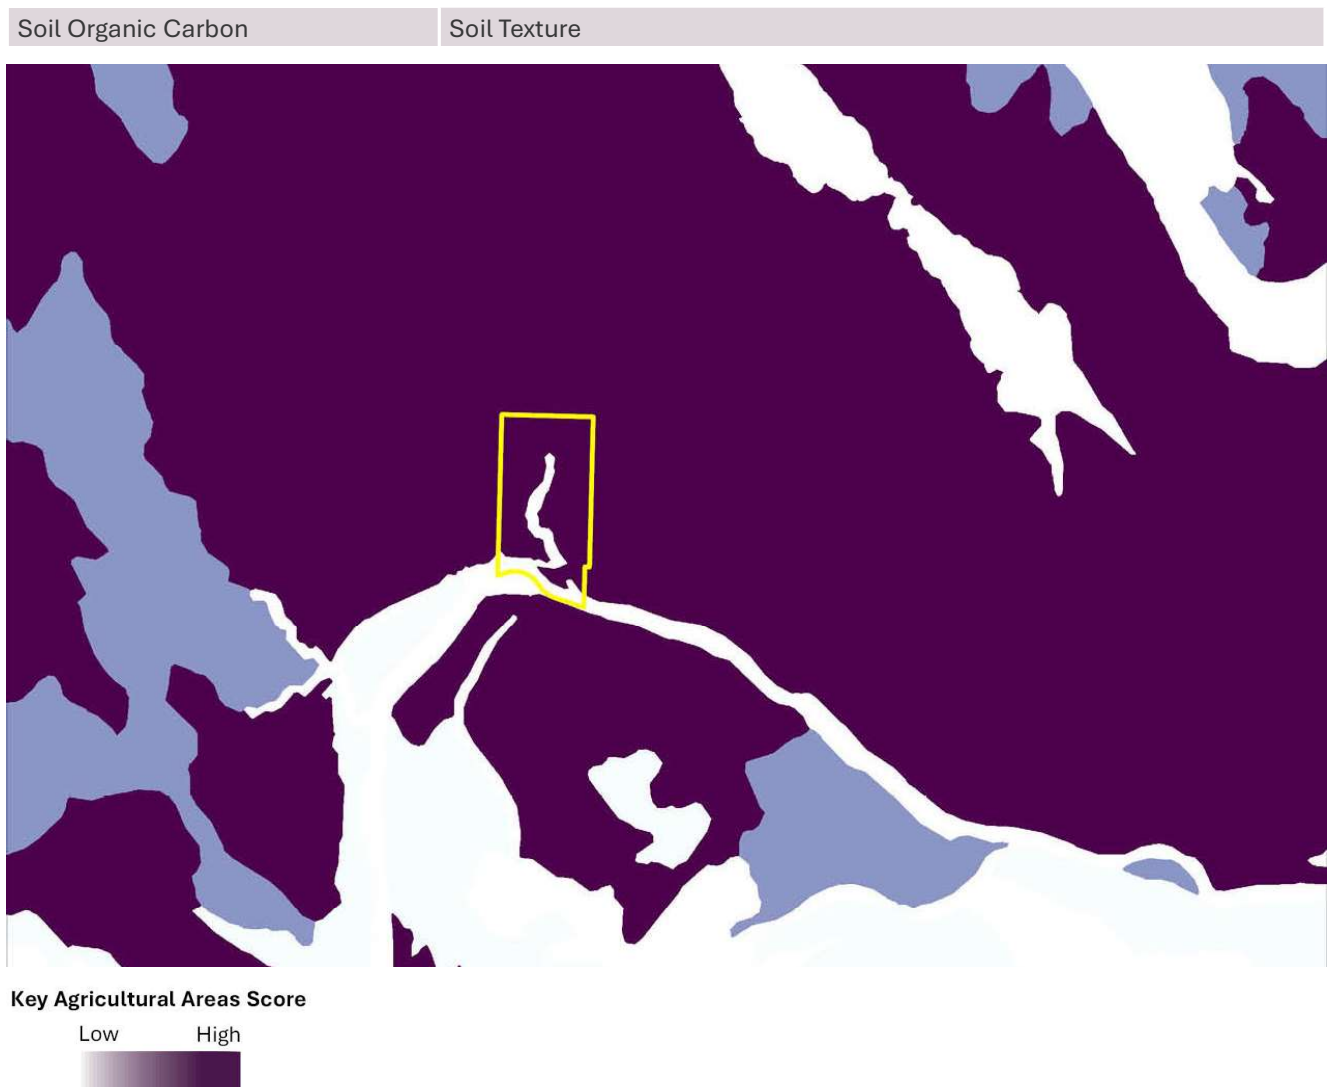 Soil Organic Carbon
Soil Texture
Key Agricultural Areas Score
Low
High